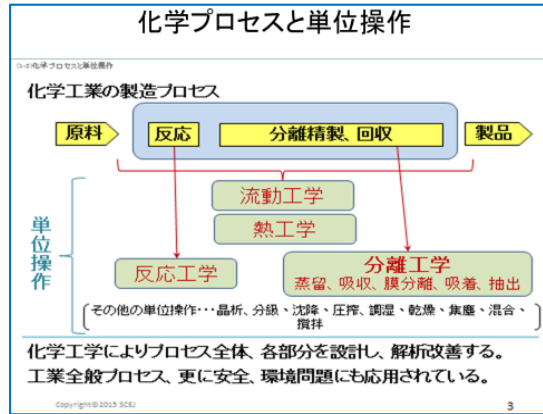 化学プロセスと単位操作
(1-3)化学プロセスと単位操作
化学工業の製造プロセス
原料
反応
分離精製、回収
製品
単位操作
流動工学
熱工学
反応工学
分離工学
蒸留、吸収、膜分離、吸着、抽出
(その他の単位操作･･･晶析、分級、沈降、圧搾、調湿、乾燥、集塵、混合、
攪拌
化学工学によりプロセス全体、各部分を設計し、解析改善する。
工業全般プロセス、更に安全、環境問題にも応用されている。
Copyright© 2015 SCEJ
3